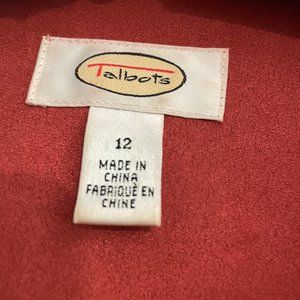 Talbots
12
MADE IN
CHINA
FABRIQUÉ EN
CHINE